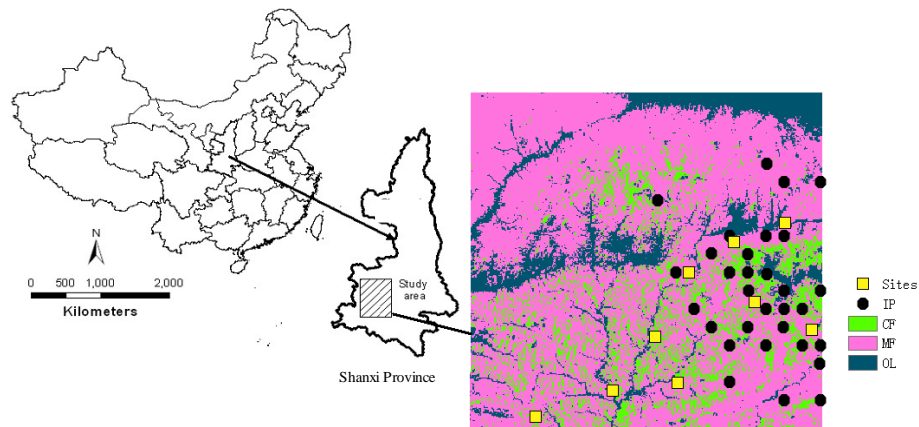 N
0 500 1,000 2,000
Kilometers
Study
area
Shanxi Province
Sites
IP
CF
MF
OL